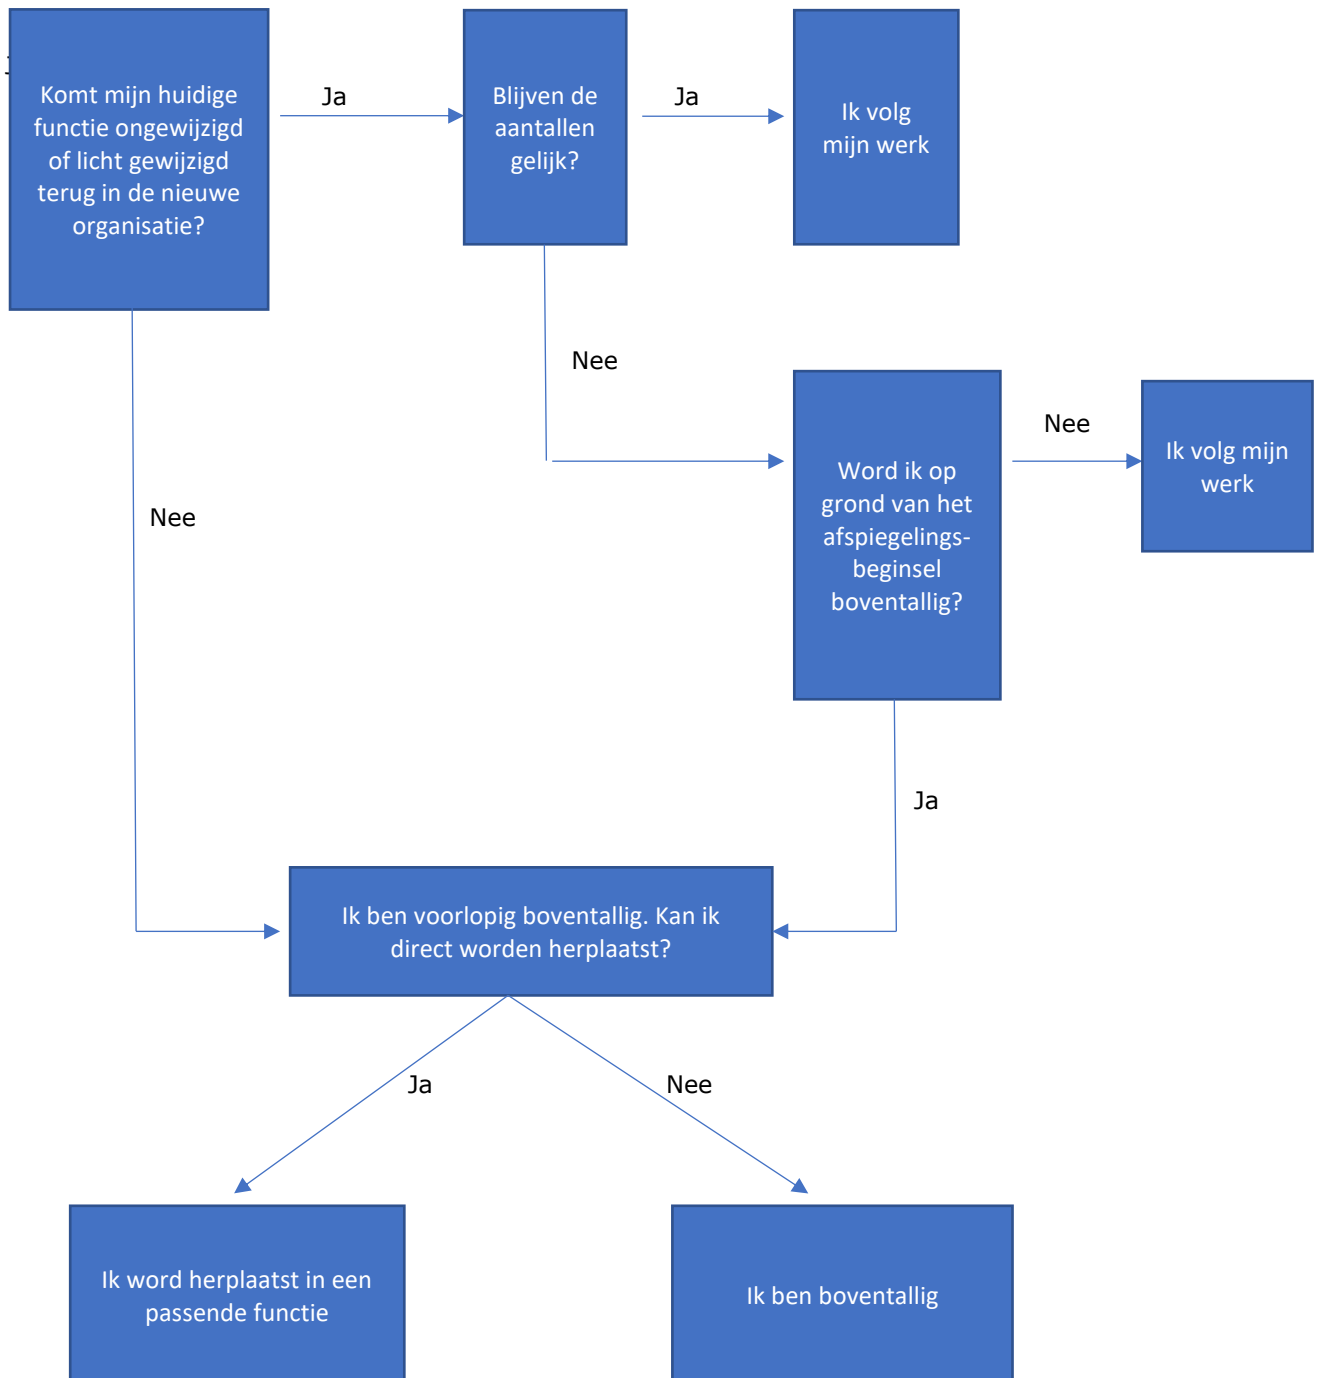 Komt mijn huidige
functie ongewijzigd
of licht gewijzigd
terug in de nieuwe
organisatie?
Ja
Blijven de
aantallen
gelijk?
Ja
Ik volg
mijn werk
Nee
Nee
Word ik op
grond van het
afspiegelings-
beginsel
boventallig?
Nee
Ik volg mijn
werk
Ja
Ik ben voorlopig boventallig. Kan ik
direct worden herplaatst?
Ja
Nee
Ik word herplaatst in een
passende functie
Ik ben boventallig